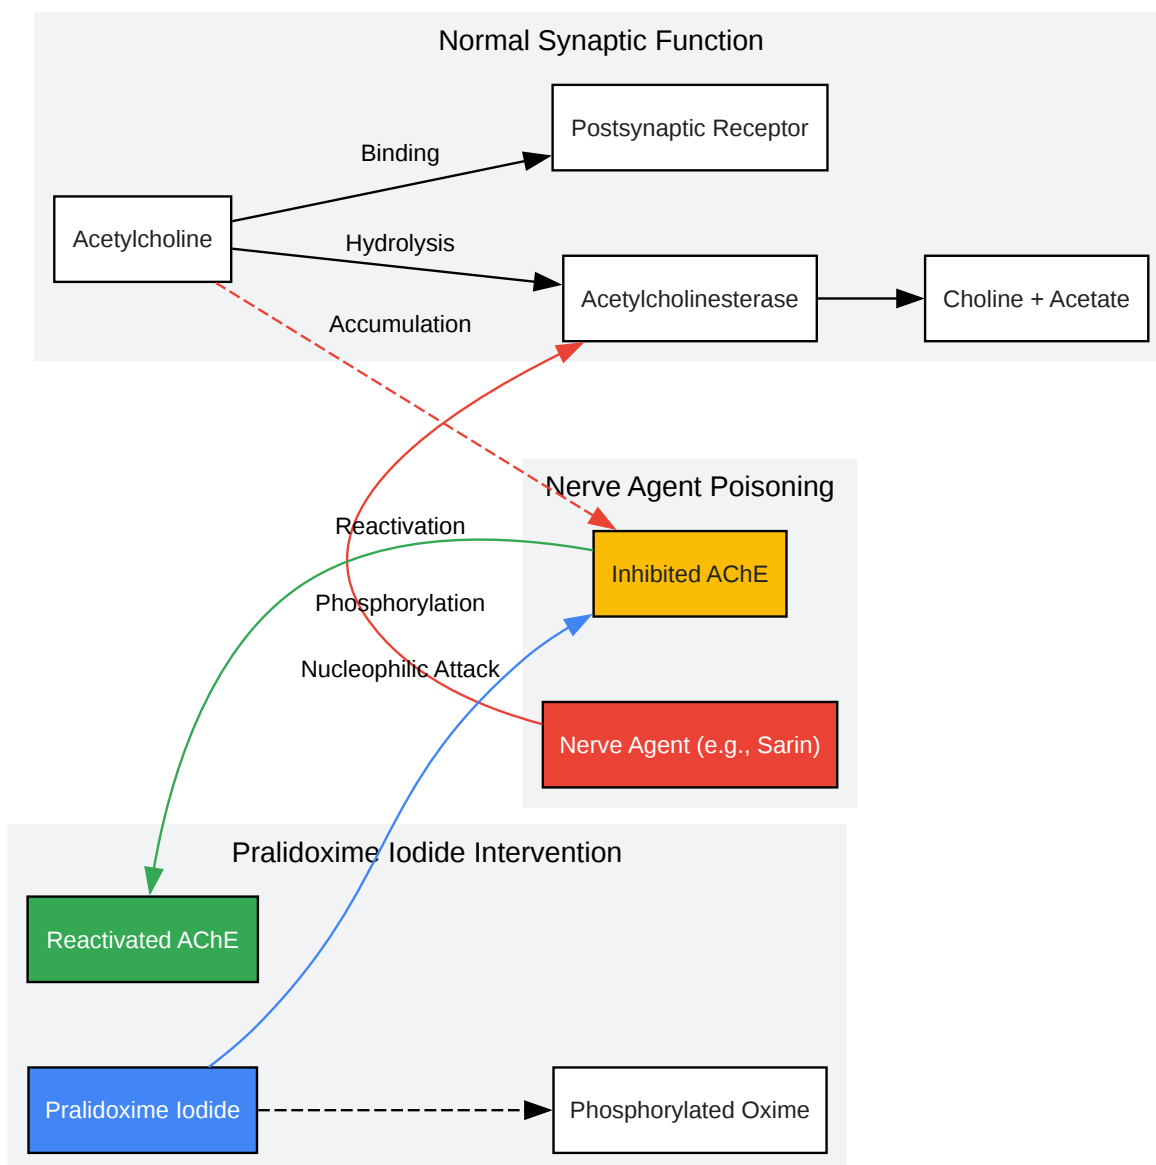 Normal Synaptic Function
Postsynaptic Receptor
Binding
Acetylcholine
Hydrolysis
Acetylcholinesterase
Choline + Acetate
Accumulation
Nerve Agent Poisoning
Reactivation
Inhibited AChE
Phosphorylation
Nucleophilic Attack
Nerve Agent (e.g., Sarin)
Pralidoxime Iodide Intervention
Reactivated AChE
Pralidoxime Iodide
Phosphorylated Oxime